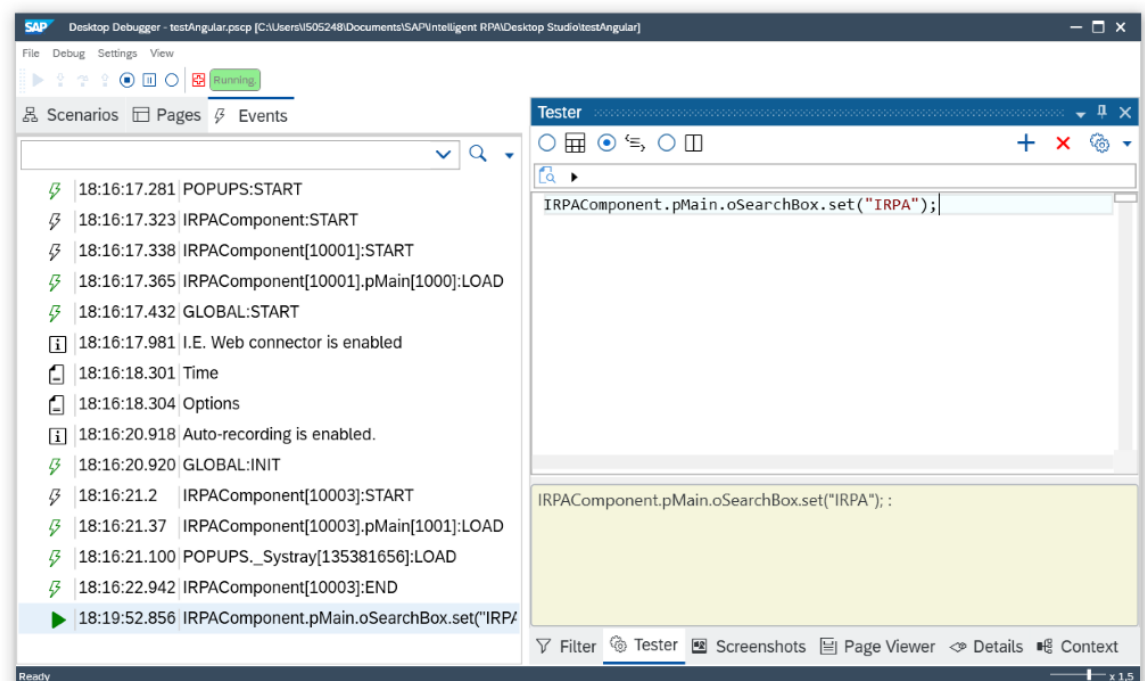 SAP Desktop Debugger - testAngular.pscp [C:\Users\I505248\Documents\SAP\Intelligent RPA\Desktop Studio\testAngular]
File Debug Settings View
Running.
Scenarios Pages Events
18:16:17.281 POPUPS:START
18:16:17.323 IRPAComponent:START
18:16:17.338 IRPAComponent[10001]:START
18:16:17.365 IRPAComponent[10001].pMain[1000]:LOAD
18:16:17.432 GLOBAL:START
18:16:17.981 I.E. Web connector is enabled
18:16:18.301 Time
18:16:18.304 Options
18:16:20.918 Auto-recording is enabled.
18:16:20.920 GLOBAL:INIT
18:16:21.2 IRPAComponent[10003]:START
18:16:21.37 IRPAComponent[10003].pMain[1001]:LOAD
18:16:21.100 POPUPS._Systray[135381656]:LOAD
18:16:22.942 IRPAComponent[10003]:END
18:19:52.856 IRPAComponent.pMain.oSearchBox.set("IRPA
Tester
IRPAComponent.pMain.oSearchBox.set("IRPA");
IRPAComponent.pMain.oSearchBox.set("IRPA"); :
Filter Tester Screenshots Page Viewer Details Context
Ready x 1,5